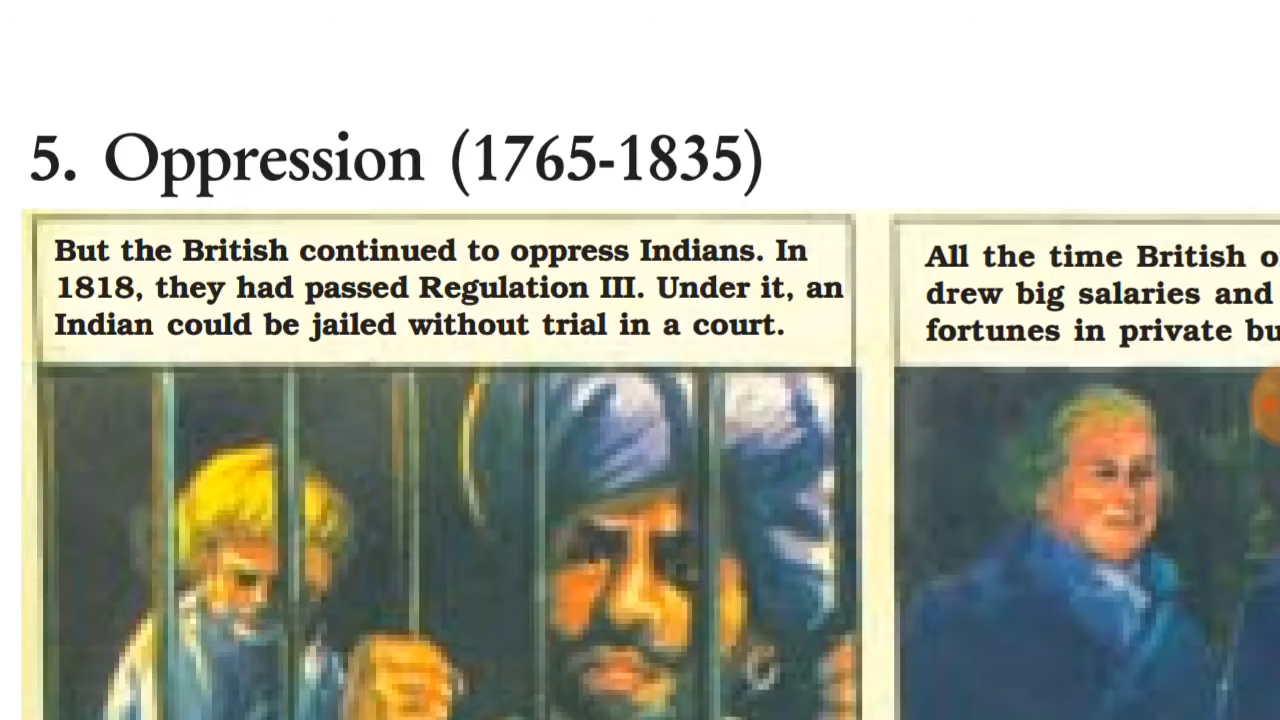 5. Oppression (1765-1835)
But the British continued to oppress Indians. In
1818, they had passed Regulation III. Under it, an
Indian could be jailed without trial in a court.
All the time British
drew big salaries and
fortunes in private